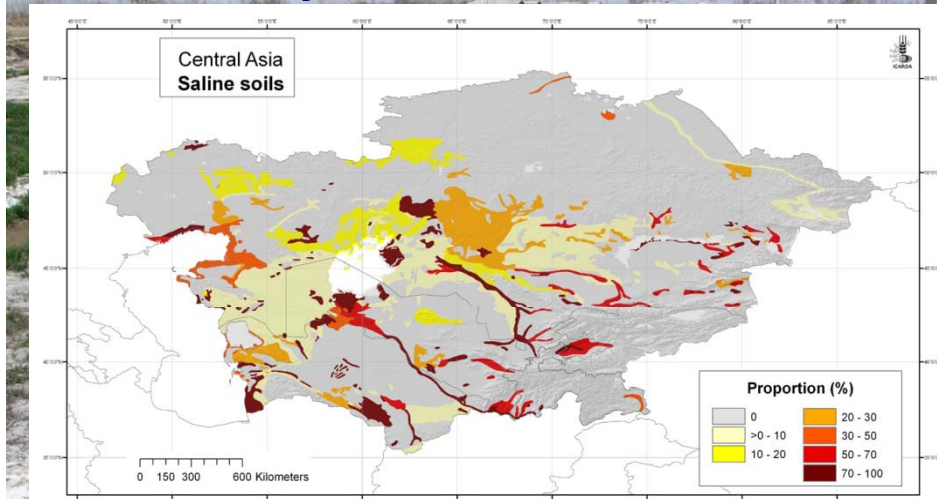 Central Asia
Saline soils
ICARDA
Proportion (%)
0
>0 - 10
10 - 20
20 - 30
30 - 50
50 - 70
70 - 100
0 150 300 600 Kilometers